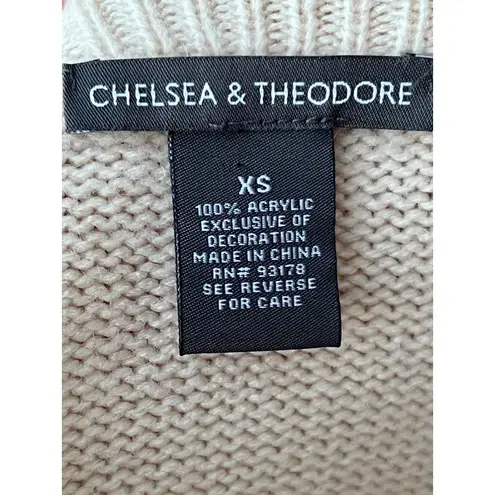 CHELSEA & THEODORE
XS
100% ACRYLIC
EXCLUSIVE OF
DECORATION
MADE IN CHINA
RN# 93178
SEE REVERSE
FOR CARE